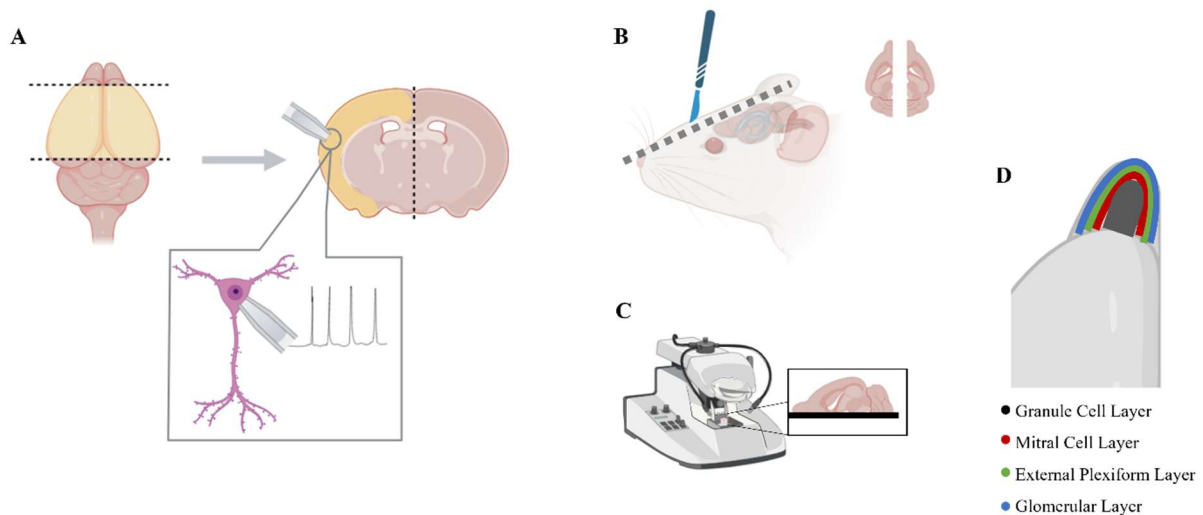 A
B
C
D
Granule Cell Layer
Mitral Cell Layer
External Plexiform Layer
Glomerular Layer